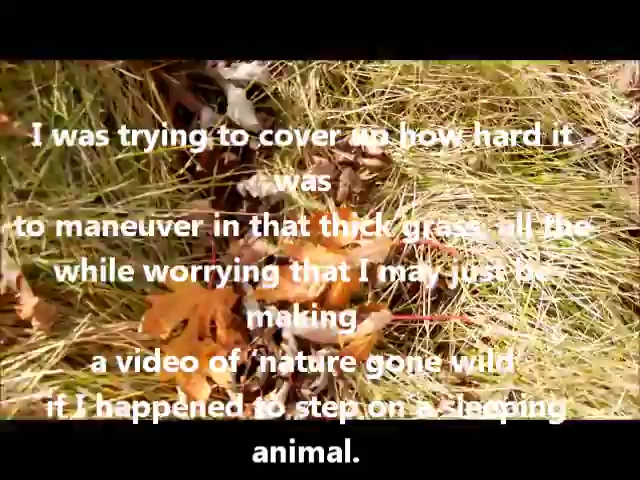 I was trying to cover up how hard it
was
to maneuver in that thick grass, all the
while worrying that I may just be
making
a video of 'nature gone wild'
if I happened to step on a sleeping
animal.